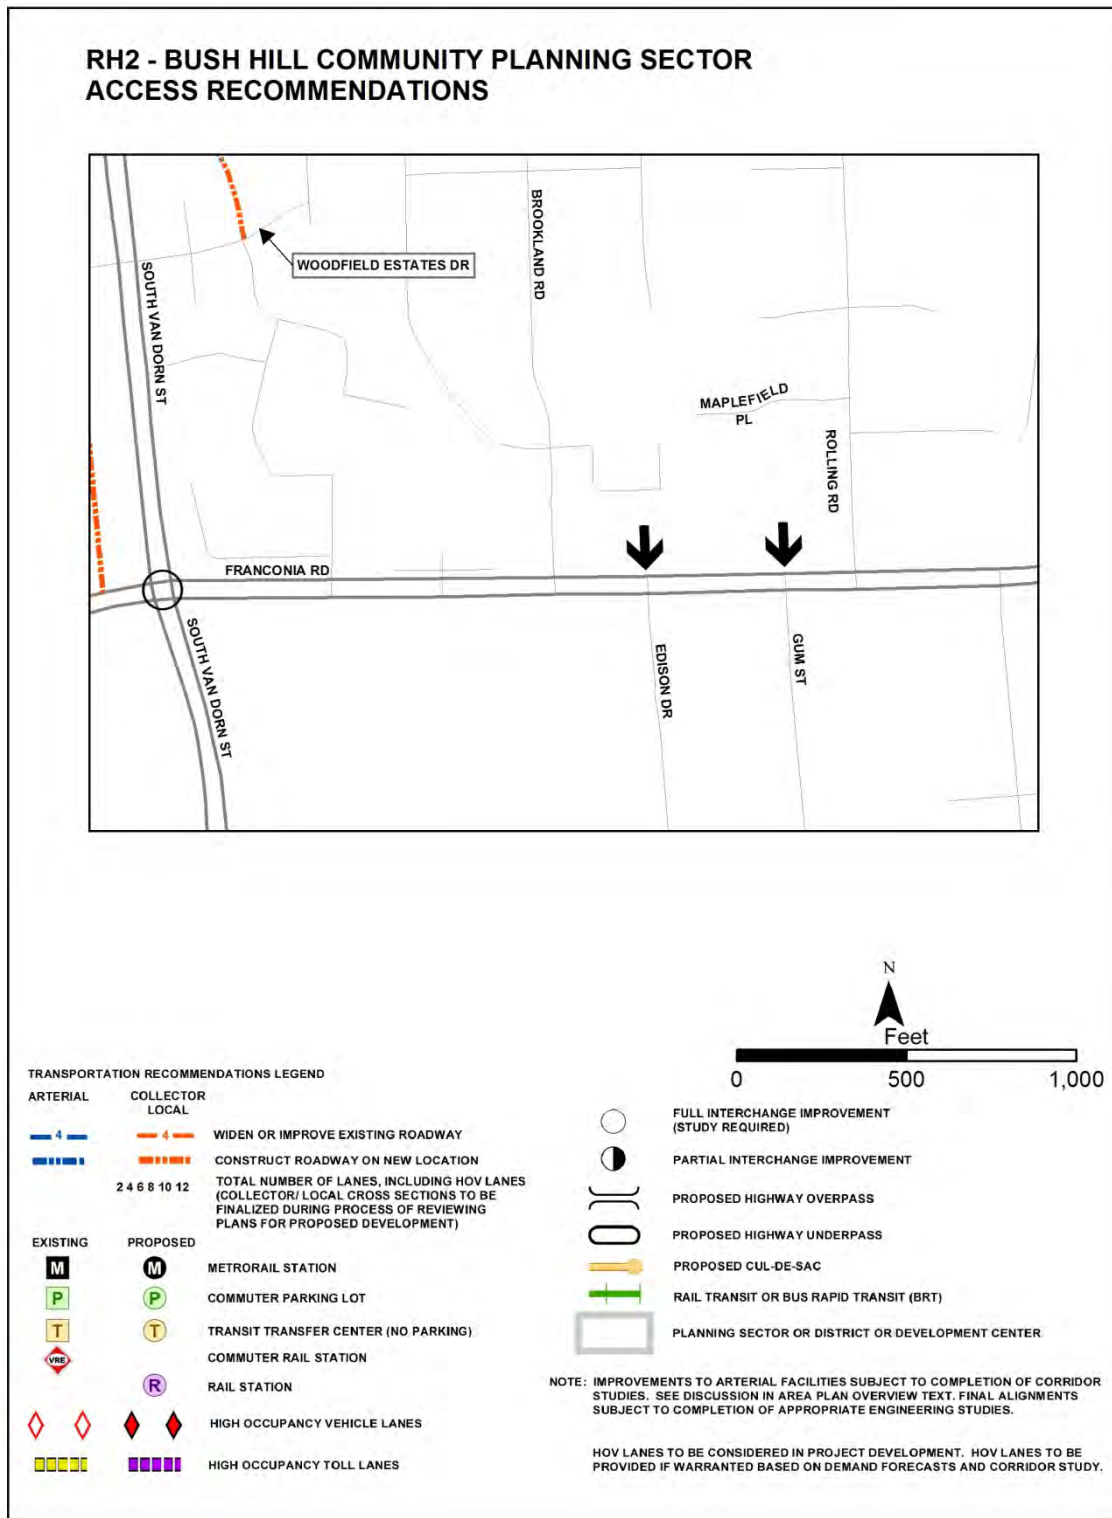 RH2 - BUSH HILL COMMUNITY PLANNING SECTOR
ACCESS RECOMMENDATIONS
SOUTH VAN DORN ST
WOODFIELD ESTATES DR
BROOKLAND RD
MAPLEFIELD
PL
ROLLING RD
FRANCONIA RD
SOUTH VAN DORN ST
EDISON DR
GUM ST
N
Feet
0 500 1,000
TRANSPORTATION RECOMMENDATIONS LEGEND
ARTERIAL COLLECTOR
LOCAL
4 4 WIDEN OR IMPROVE EXISTING ROADWAY
CONSTRUCT ROADWAY ON NEW LOCATION
2 4 6 8 10 12 TOTAL NUMBER OF LANES, INCLUDING HOV LANES
(COLLECTOR/ LOCAL CROSS SECTIONS TO BE
FINALIZED DURING PROCESS OF REVIEWING
PLANS FOR PROPOSED DEVELOPMENT)
EXISTING PROPOSED
M M METRORAIL STATION
P P COMMUTER PARKING LOT
T T TRANSIT TRANSFER CENTER (NO PARKING)
VRE COMMUTER RAIL STATION
R RAIL STATION
HIGH OCCUPANCY VEHICLE LANES
HIGH OCCUPANCY TOLL LANES
FULL INTERCHANGE IMPROVEMENT
(STUDY REQUIRED)
PARTIAL INTERCHANGE IMPROVEMENT
PROPOSED HIGHWAY OVERPASS
PROPOSED HIGHWAY UNDERPASS
PROPOSED CUL-DE-SAC
RAIL TRANSIT OR BUS RAPID TRANSIT (BRT)
PLANNING SECTOR OR DISTRICT OR DEVELOPMENT CENTER
NOTE: IMPROVEMENTS TO ARTERIAL FACILITIES SUBJECT TO COMPLETION OF CORRIDOR
STUDIES. SEE DISCUSSION IN AREA PLAN OVERVIEW TEXT. FINAL ALIGNMENTS
SUBJECT TO COMPLETION OF APPROPRIATE ENGINEERING STUDIES.
HOV LANES TO BE CONSIDERED IN PROJECT DEVELOPMENT. HOV LANES TO BE
PROVIDED IF WARRANTED BASED ON DEMAND FORECASTS AND CORRIDOR STUDY.